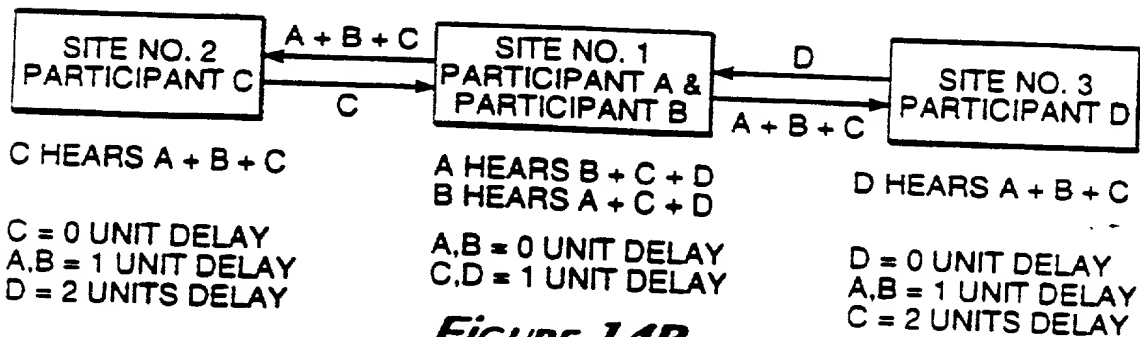 SITE NO. 2
PARTICIPANT C
A + B + C
C
SITE NO. 1
PARTICIPANT A &
PARTICIPANT B
D
A + B + C
SITE NO. 3
PARTICIPANT D
C HEARS A + B + C
C = 0 UNIT DELAY
A,B = 1 UNIT DELAY
D = 2 UNITS DELAY
A HEARS B + C + D
B HEARS A + C + D
A,B = 0 UNIT DELAY
C,D = 1 UNIT DELAY
D HEARS A + B + C
D = 0 UNIT DELAY
A,B = 1 UNIT DELAY
C = 2 UNITS DELAY
FIGURE 14B